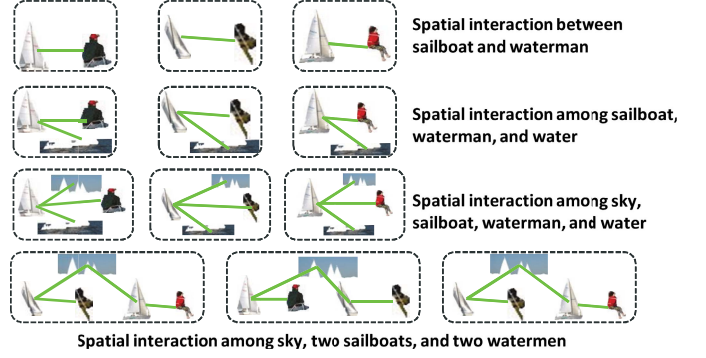 Spatial interaction between
sailboat and waterman
Spatial interaction among sailboat,
waterman, and water
Spatial interaction among sky,
sailboat, waterman, and water
Spatial interaction among sky, two sailboats, and two watermen